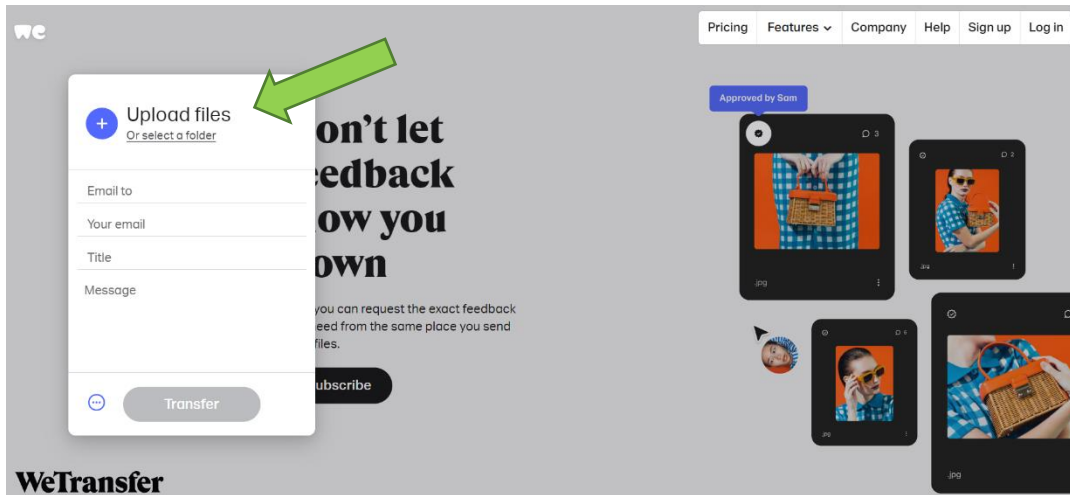 we
Pricing Features Company Help Sign up Log in
Upload files
Or select a folder
Email to
Your email
Title
Message
Transfer
on't let
edback
ow you
own
you can request the exact feedback
eed from the same place you send
files.
ubscribe
Approved by Sam
3
.jpg
2
.jpg
6
.jpg
.jpg
WeTransfer